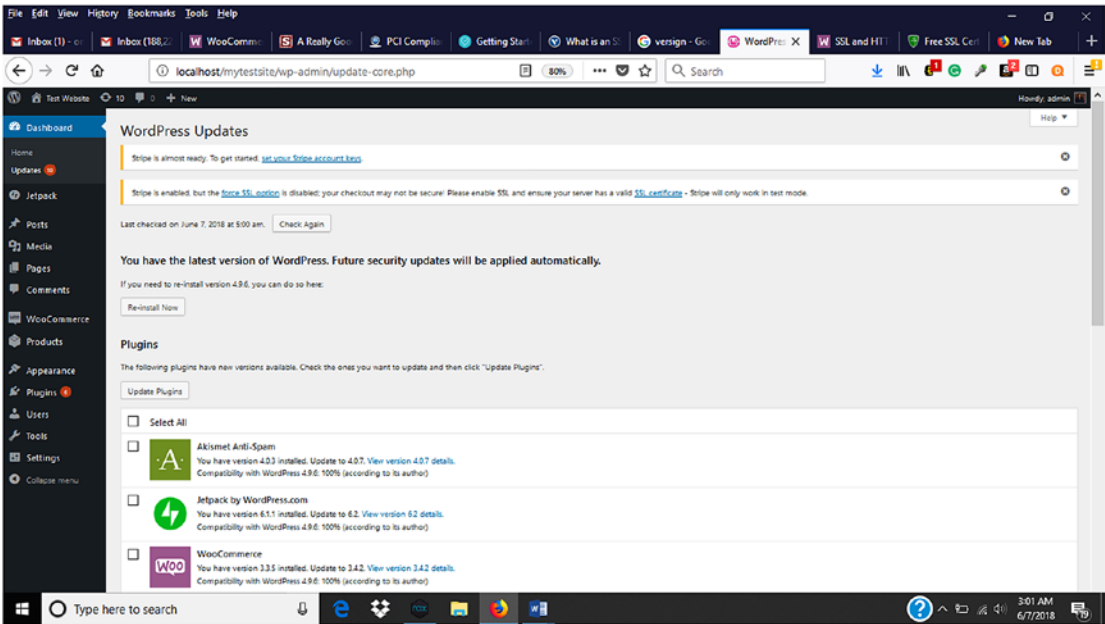 File Edit View History Bookmarks Tools Help
Inbox (1) - or
Inbox (188,22
WooComme
A Really Goo
PCI Complia
Getting Start
What is an S
versign - Goo
WordPres
SSL and HTT
Free SSL Cert
New Tab
localhost/mytestsite/wp-admin/update-core.php
80%
Search
Test Website 10 0 + New
Howdy, admin
Help
Dashboard
Home
Updates 10
Jetpack
Posts
Media
Pages
Comments
WooCommerce
Products
Appearance
Plugins
Users
Tools
Settings
Collapse menu
WordPress Updates
Stripe is almost ready. To get started, set your Stripe account keys.
Stripe is enabled, but the force SSL option is disabled; your checkout may not be secure! Please enable SSL and ensure your server has a valid SSL certificate - Stripe will only work in test mode.
Last checked on June 7, 2018 at 5:00 am.
Check Again
You have the latest version of WordPress. Future security updates will be applied automatically.
If you need to re-install version 4.9.6, you can do so here:
Re-install Now
Plugins
The following plugins have new versions available. Check the ones you want to update and then click "Update Plugins".
Update Plugins
Select All
Akismet Anti-Spam
You have version 4.0.3 installed. Update to 4.0.7. View version 4.0.7 details.
Compatibility with WordPress 4.9.6: 100% (according to its author)
Jetpack by WordPress.com
You have version 6.1.1 installed. Update to 6.2. View version 6.2 details.
Compatibility with WordPress 4.9.6: 100% (according to its author)
Woo
WooCommerce
You have version 3.3.5 installed. Update to 3.4.2. View version 3.4.2 details.
Compatibility with WordPress 4.9.6: 100% (according to its author)
Type here to search
3:01 AM
6/7/2018
19